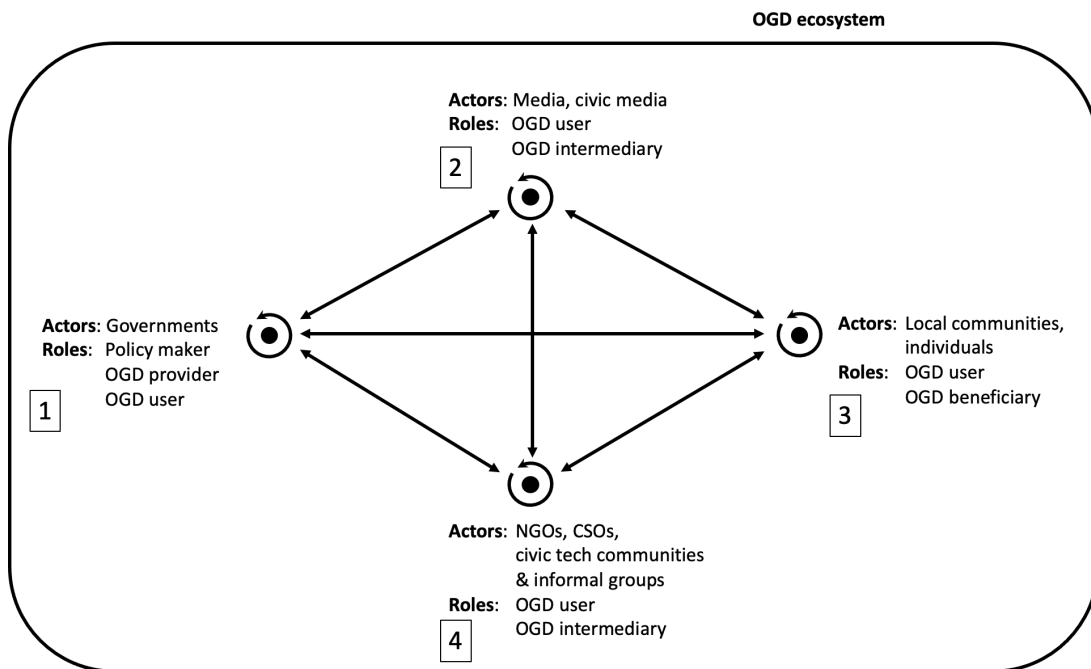 OGD ecosystem
Actors: Media, civic media
Roles: OGD user
OGD intermediary
2
Actors: Governments
Roles: Policy maker
OGD provider
OGD user
1
Actors: Local communities,
individuals
Roles: OGD user
OGD beneficiary
3
Actors: NGOs, CSOs,
civic tech communities
& informal groups
Roles: OGD user
OGD intermediary
4